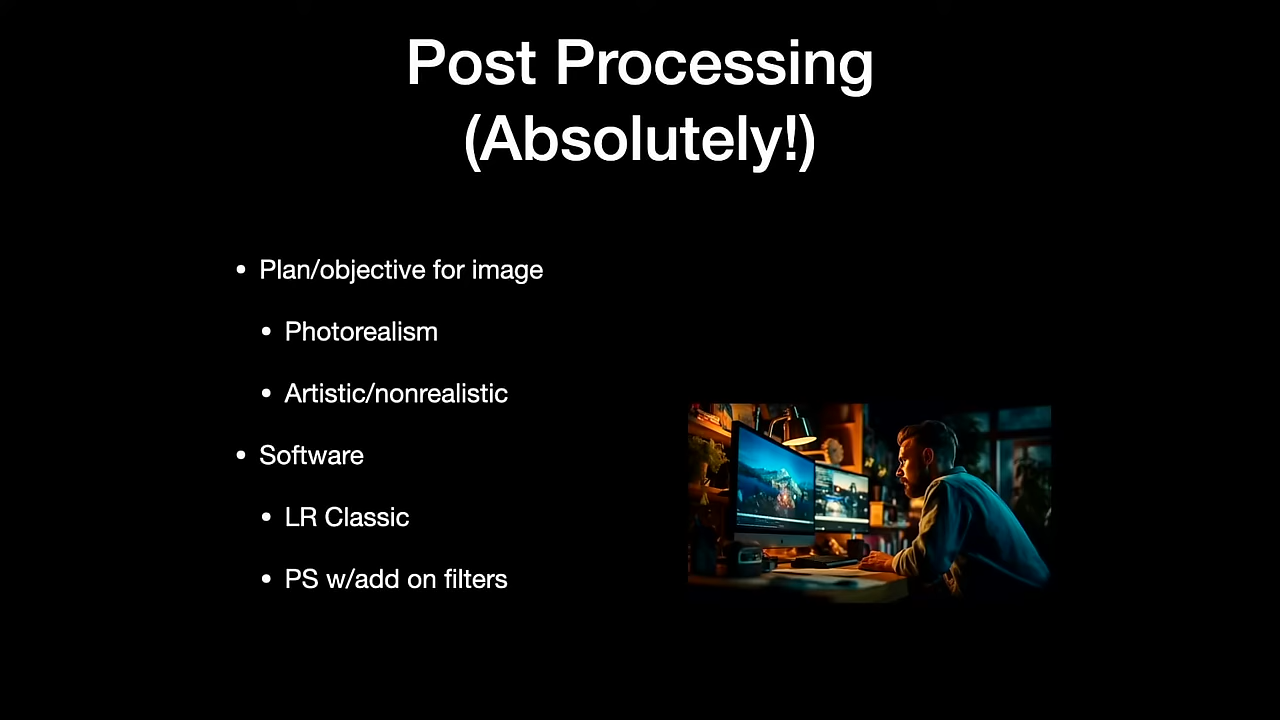 Post Processing
(Absolutely!)
• Plan/objective for image
• Photorealism
• Artistic/nonrealistic
• Software
• LR Classic
• PS w/add on filters